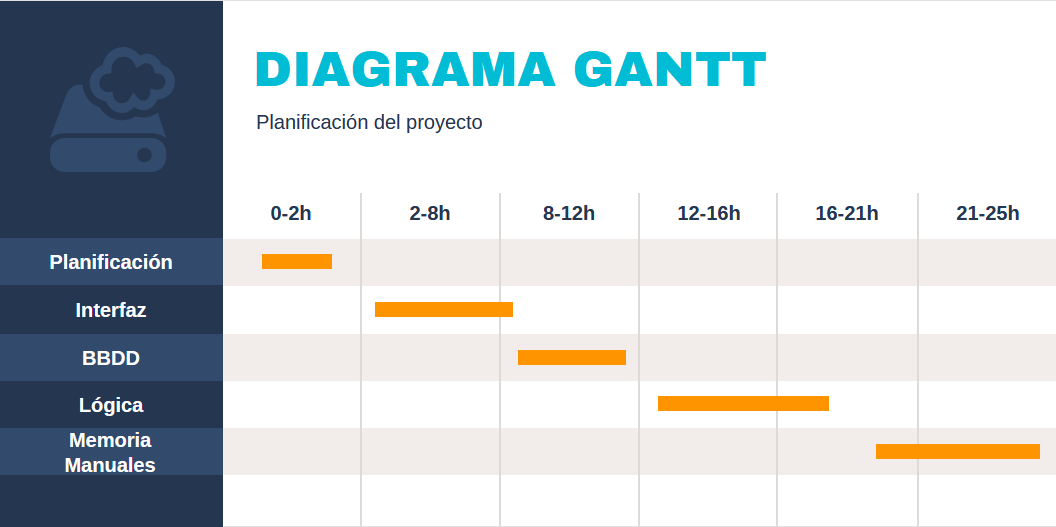 DIAGRAMA GANTT
Planificación del proyecto
0-2h 2-8h 8-12h 12-16h 16-21h 21-25h
Planificación
Interfaz
BBDD
Lógica
Memoria
Manuales